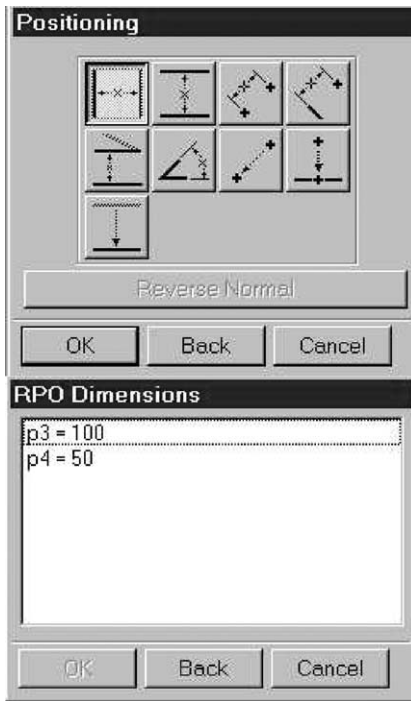 Positioning
Reverse Normal
OK Back Cancel
RPO Dimensions
p3 = 100
p4 = 50
OK Back Cancel